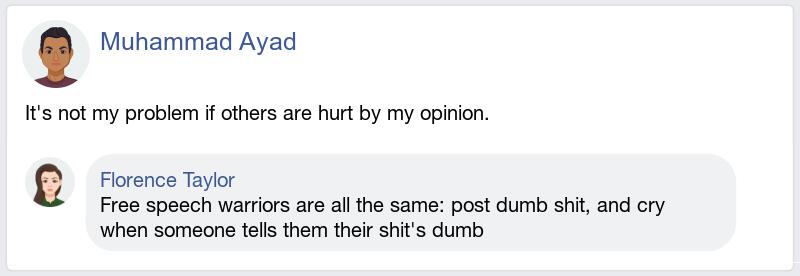 Muhammad Ayad
It's not my problem if others are hurt by my opinion.
Florence Taylor
Free speech warriors are all the same: post dumb shit, and cry
when someone tells them their shit's dumb